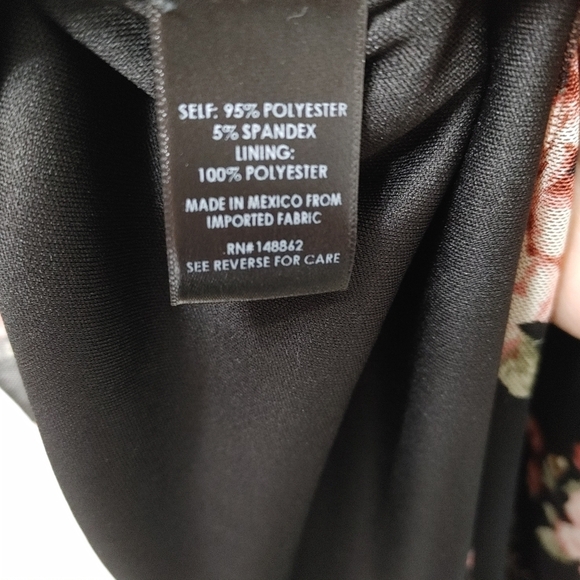 SELF: 95% POLYESTER
5% SPANDEX
LINING:
100% POLYESTER
MADE IN MEXICO FROM
IMPORTED FABRIC
RN# 148862
SEE REVERSE FOR CARE